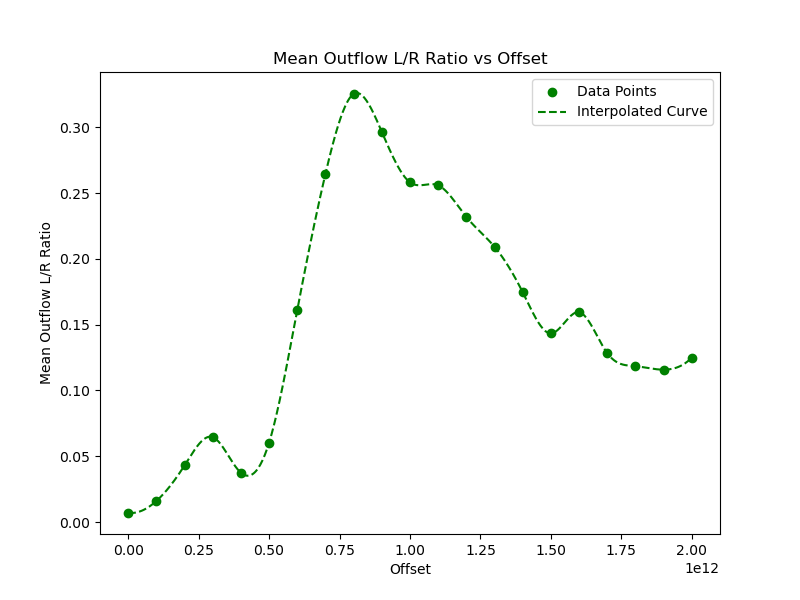 Mean Outflow L/R Ratio vs Offset
Data Points
Interpolated Curve
Mean Outflow L/R Ratio
0.30
0.25
0.20
0.15
0.10
0.05
0.00
0.00 0.25 0.50 0.75 1.00 1.25 1.50 1.75 2.00
1e12
Offset